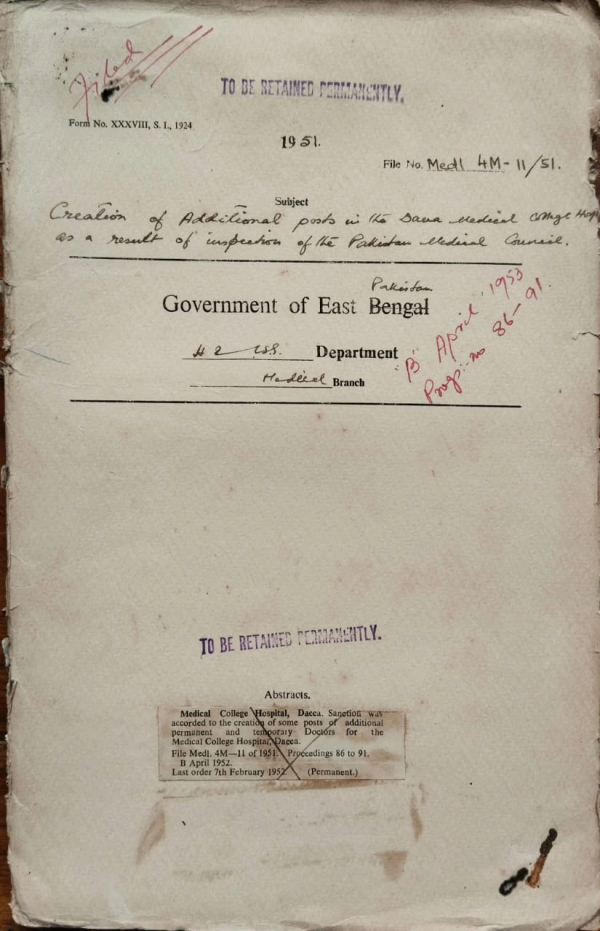 Filed
TO BE RETAINED PERMANENTLY.
Form No. XXXVIII, S. I., 1924
1951.
File No. Medl 4M-11/51.
Subject
Creation of Additional posts in the Dacca Medical College Hosp
as a result of inspection of the Pakistan Medical Council.
Pakistan
Government of East Bengal
Department
Medical Branch
'B' April, 1953
Progs. no 86-91.
TO BE RETAINED PERMANENTLY.
Abstracts.
Medical College Hospital, Dacca. Sanction was
accorded to the creation of some posts of additional
permanent and temporary Doctors for the
Medical College Hospital, Dacca.
File Medl. 4M—11 of 1951. Proceedings 86 to 91.
B April 1952.
Last order 7th February 1952. (Permanent.)